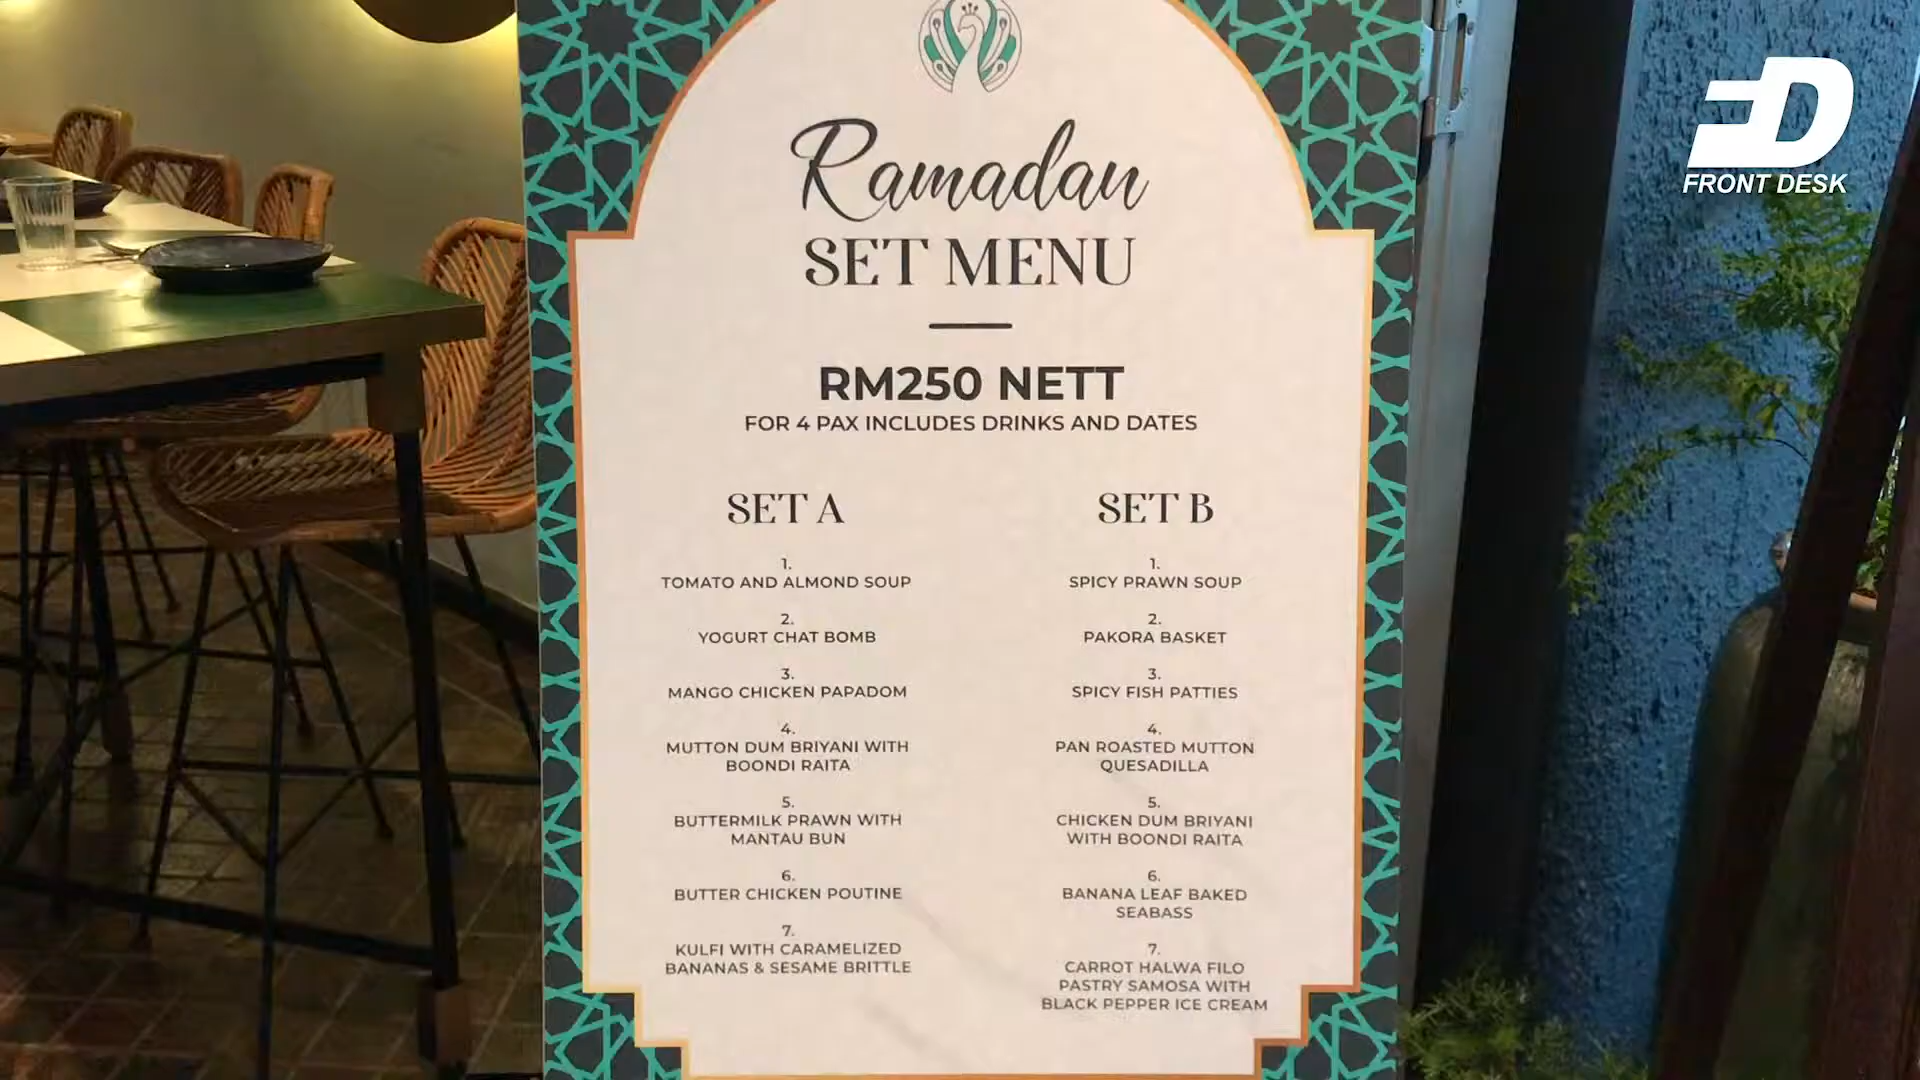 Ramadan
SET MENU
RM250 NETT
FOR 4 PAX INCLUDES DRINKS AND DATES
SET A
1.
TOMATO AND ALMOND SOUP
2.
YOGURT CHAT BOMB
3.
MANGO CHICKEN PAPADOM
4.
MUTTON DUM BRIYANI WITH
BOONDI RAITA
5.
BUTTERMILK PRAWN WITH
MANTAU BUN
6.
BUTTER CHICKEN POUTINE
7.
KULFI WITH CARAMELIZED
BANANAS & SESAME BRITTLE
SET B
1.
SPICY PRAWN SOUP
2.
PAKORA BASKET
3.
SPICY FISH PATTIES
4.
PAN ROASTED MUTTON
QUESADILLA
5.
CHICKEN DUM BRIYANI
WITH BOONDI RAITA
6.
BANANA LEAF BAKED
SEABASS
7.
CARROT HALWA FILO
PASTRY SAMOSA WITH
BLACK PEPPER ICE CREAM
FD
FRONT DESK